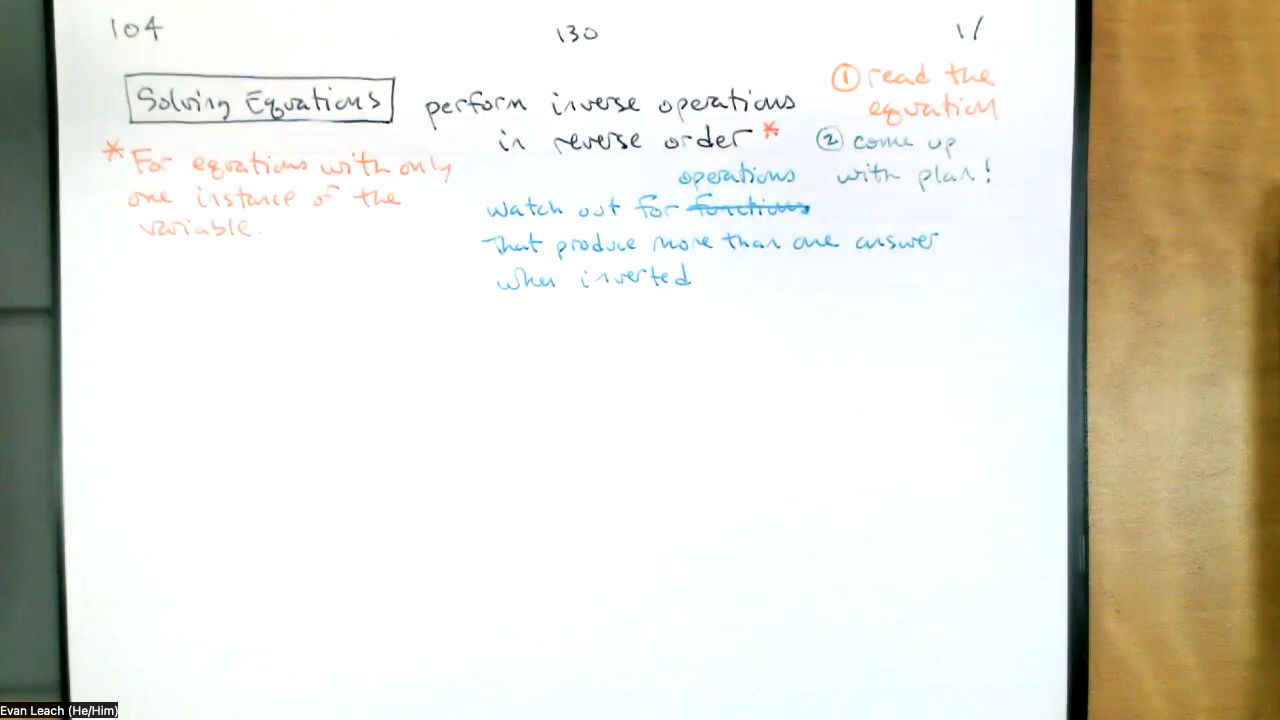 104 130 1/
Solving Equations
perform inverse operations
in reverse order *
① read the
equation
② come up
with plan!
* For equations with only
one instance of the
variable.
operations
watch out for functions
that produce more than one answer
when inverted
Evan Leach (He/Him)